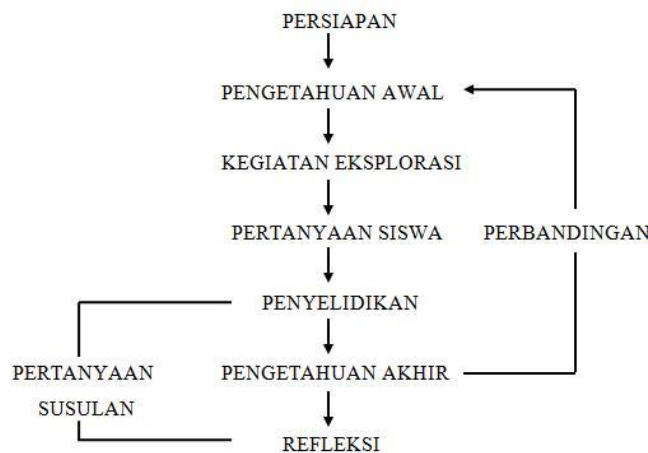 PERSIAPAN
PENGETAHUAN AWAL
KEGIATAN EKSPLORASI
PERTANYAAN SISWA
PERBANDINGAN
PENYELIDIKAN
PERTANYAAN
SUSULAN
PENGETAHUAN AKHIR
REFLEKSI